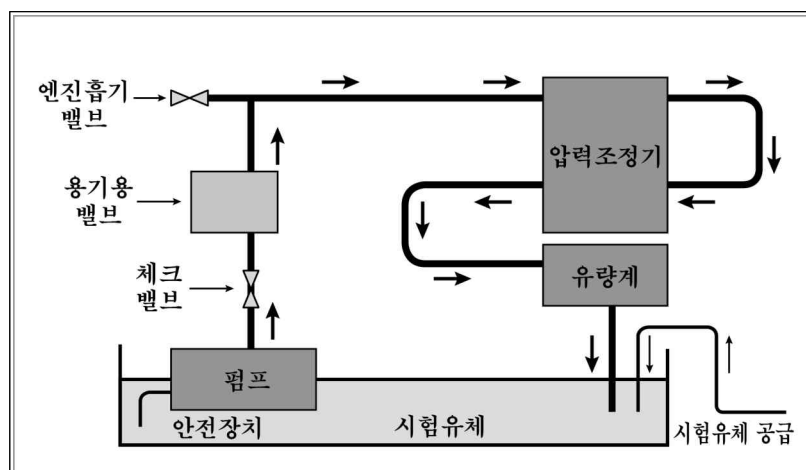 엔진흡기
밸브
압력조정기
용기용
밸브
체크
밸브
유량계
펌프
안전장치
시험유체
시험유체 공급